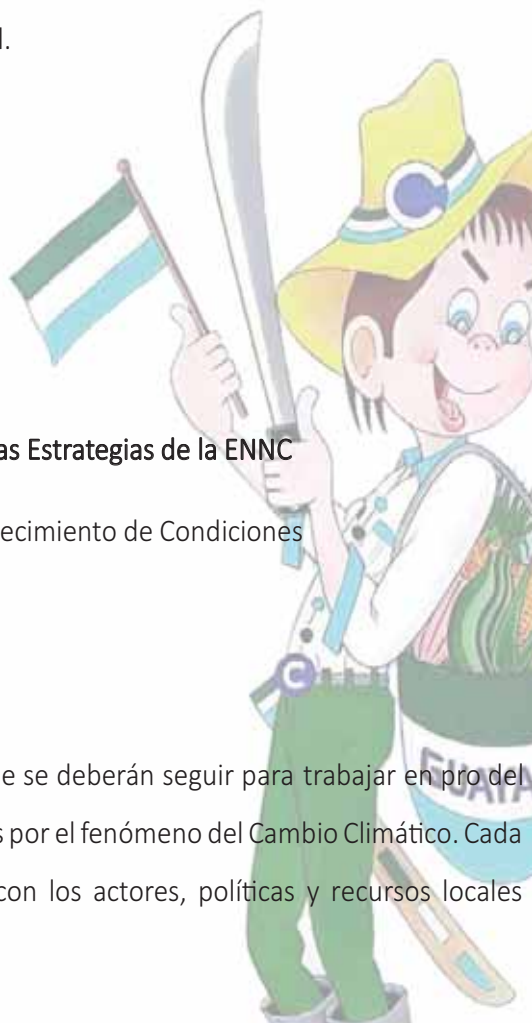 l.
as Estrategias de la ENNC
ecimiento de Condiciones
e se deberán seguir para trabajar en pro del
s por el fenómeno del Cambio Climático. Cada
con los actores, políticas y recursos locales
C
C
GUAYA